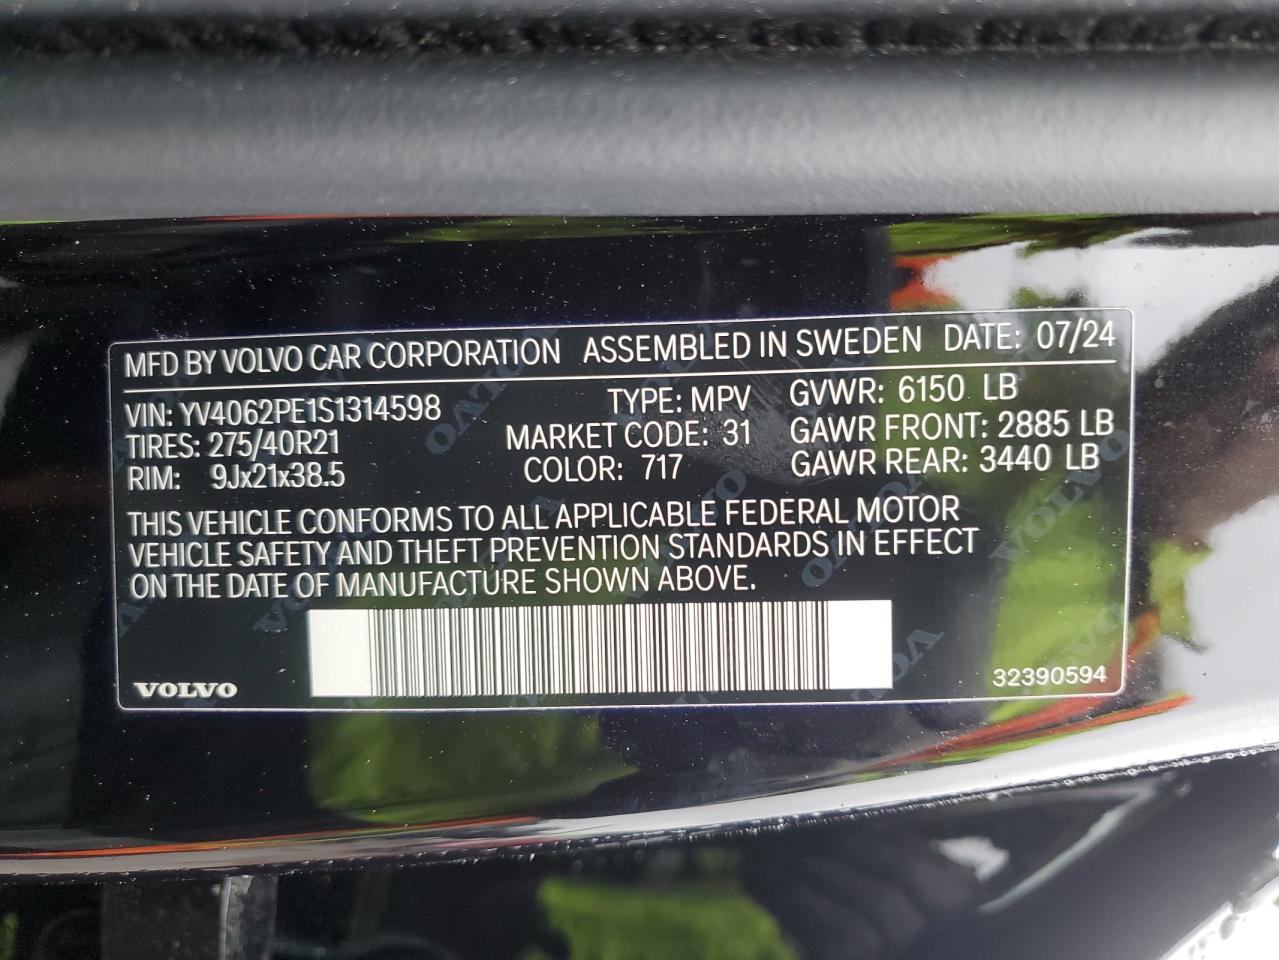 MFD BY VOLVO CAR CORPORATION ASSEMBLED IN SWEDEN DATE: 07/24
VIN: YV4062PE1S1314598 TYPE: MPV GVWR: 6150 LB
TIRES: 275/40R21 MARKET CODE: 31 GAWR FRONT: 2885 LB
RIM: 9Jx21x38.5 COLOR: 717 GAWR REAR: 3440 LB
THIS VEHICLE CONFORMS TO ALL APPLICABLE FEDERAL MOTOR
VEHICLE SAFETY AND THEFT PREVENTION STANDARDS IN EFFECT
ON THE DATE OF MANUFACTURE SHOWN ABOVE.
VOLVO 32390594